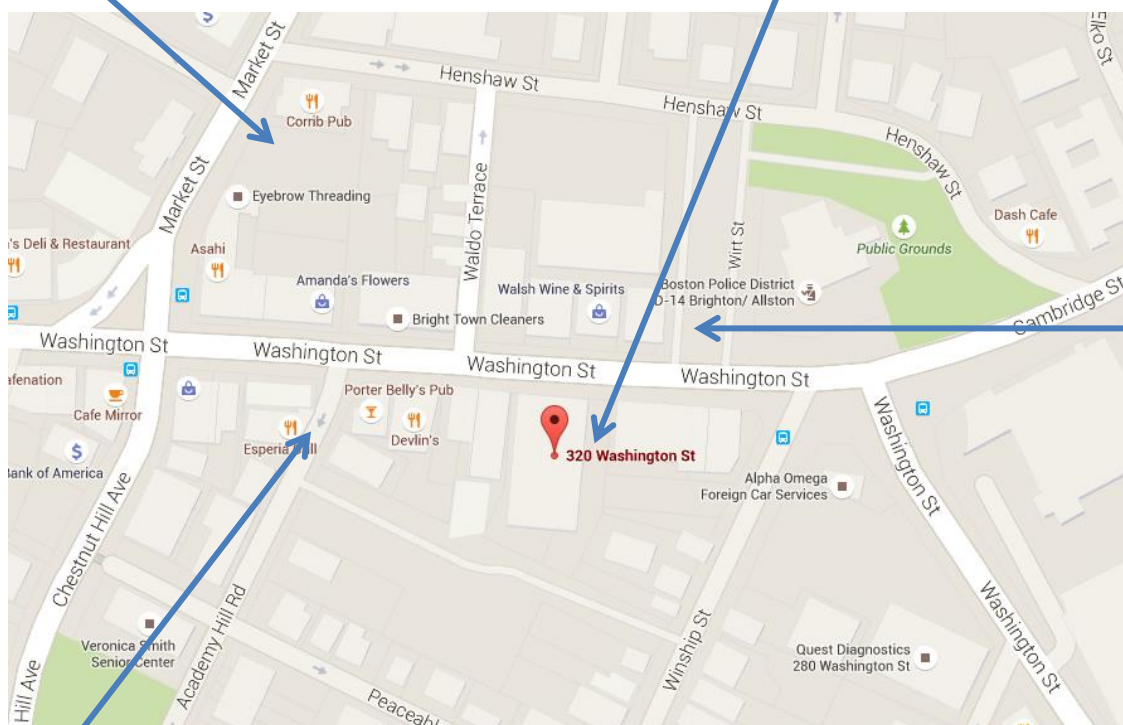 Market St
Henshaw St
Elko St
Corrib Pub
Henshaw St
Henshaw St
Market St
Eyebrow Threading
Waldo Terrace
Wirt St
Dash Cafe
Deli & Restaurant
Asahi
Public Grounds
Amanda's Flowers
Walsh Wine & Spirits
Boston Police District
D-14 Brighton/ Allston
Bright Town Cleaners
Cambridge St
Washington St
Washington St
Washington St
Washington St
Cafe Mirror
Porter Belly's Pub
Devlin's
Esperia
320 Washington St
Washington St
Bank of America
Alpha Omega
Foreign Car Services
Chestnut Hill Ave
Academy Hill Rd
Winship St
Washington St
Veronica Smith
Senior Center
Quest Diagnostics
280 Washington St
Hill Ave